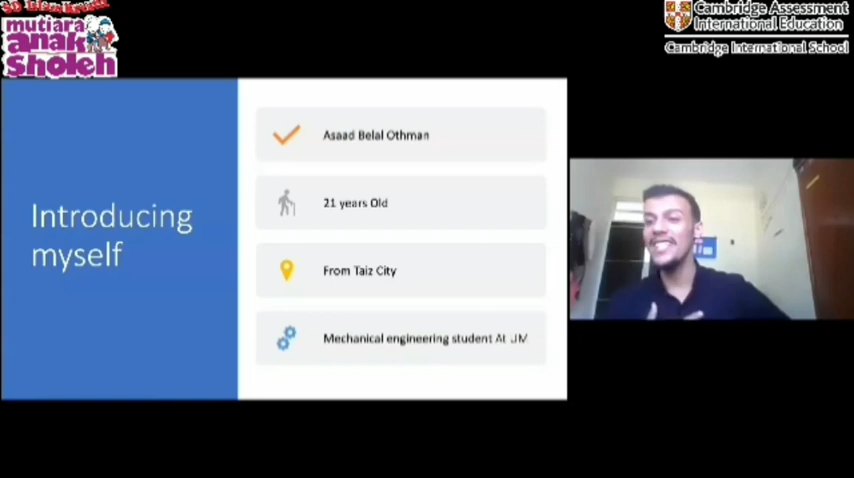 mutiara
anak
sholeh
Cambridge Assessment
International Education
Cambridge International School
Introducing
myself
Asaad Belal Othman
21 years Old
From Taiz City
Mechanical engineering student At